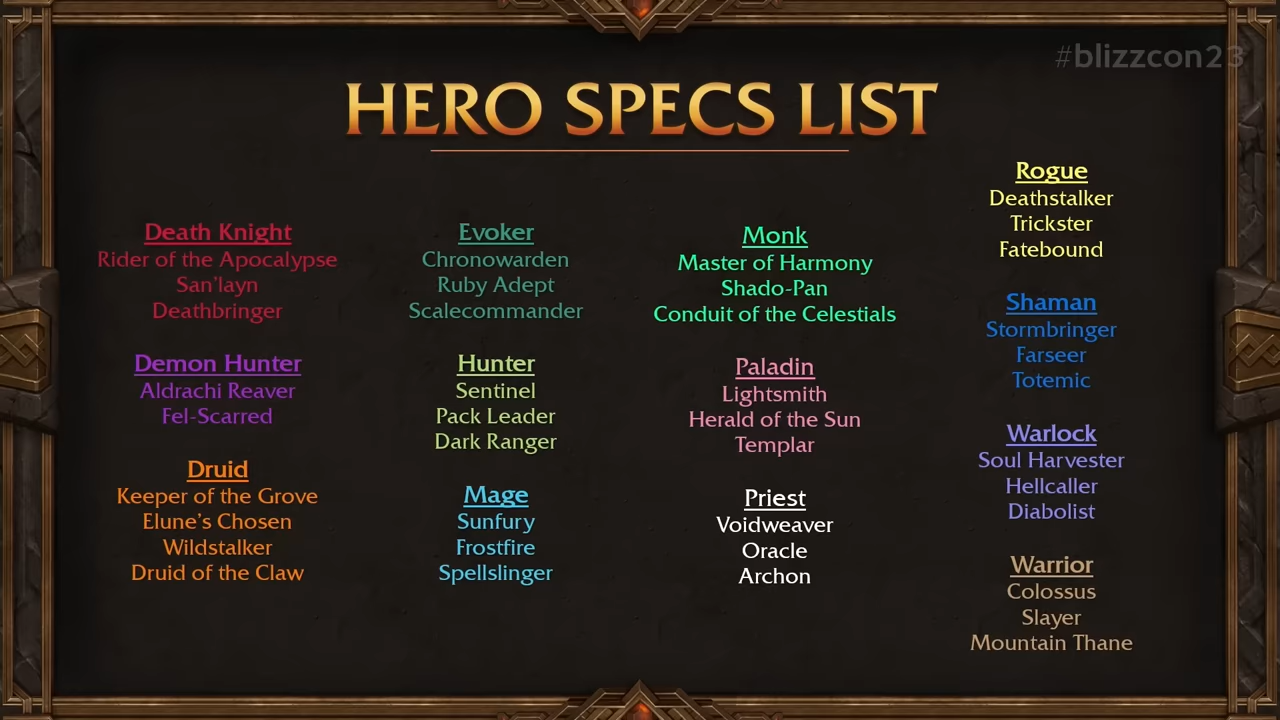 #blizzcon23
HERO SPECS LIST
Death Knight
Rider of the Apocalypse
San'layn
Deathbringer
Demon Hunter
Aldrachi Reaver
Fel-Scarred
Druid
Keeper of the Grove
Elune's Chosen
Wildstalker
Druid of the Claw
Evoker
Chronowarden
Ruby Adept
Scalecommander
Hunter
Sentinel
Pack Leader
Dark Ranger
Mage
Sunfury
Frostfire
Spellslinger
Monk
Master of Harmony
Shado-Pan
Conduit of the Celestials
Paladin
Lightsmith
Herald of the Sun
Templar
Priest
Voidweaver
Oracle
Archon
Rogue
Deathstalker
Trickster
Fatebound
Shaman
Stormbringer
Farseer
Totemic
Warlock
Soul Harvester
Hellcaller
Diabolist
Warrior
Colossus
Slayer
Mountain Thane